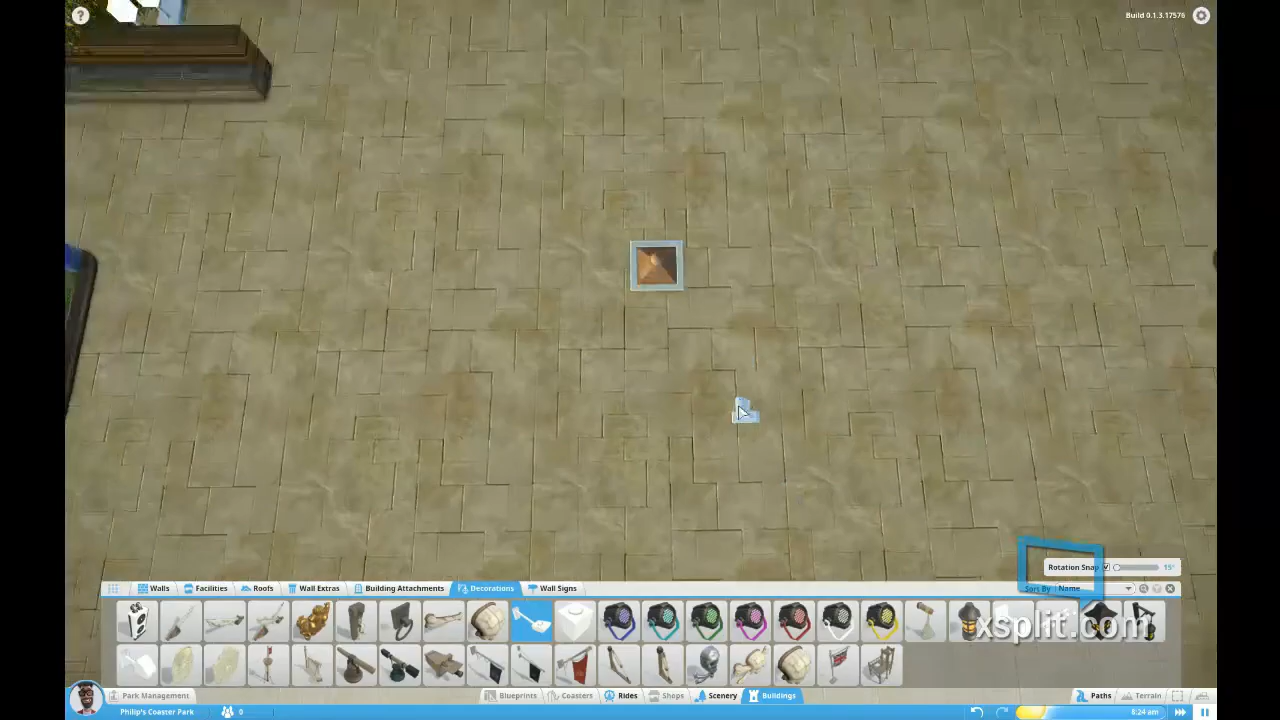 ?
Build 0.1.3.17576
Rotation Snap 15°
Walls Facilities Roofs Wall Extras Building Attachments Decorations Wall Signs Sort By Name
xsplit.com
Park Management Blueprints Coasters Rides Shops Scenery Buildings Paths Terrain
Philip's Coaster Park 0 6:24 am